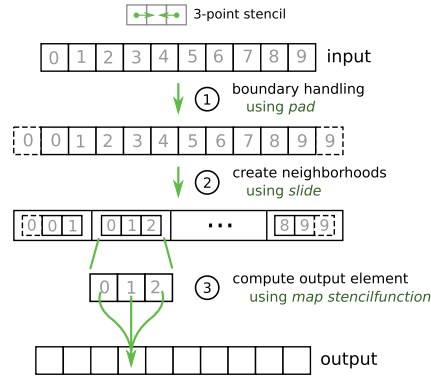 3-point stencil
0 1 2 3 4 5 6 7 8 9 input
1 boundary handling
using pad
0 0 1 2 3 4 5 6 7 8 9 9
2 create neighborhoods
using slide
0 0 1 0 1 2 ... 8 9 9
0 1 2
3 compute output element
using map stencilfunction
output